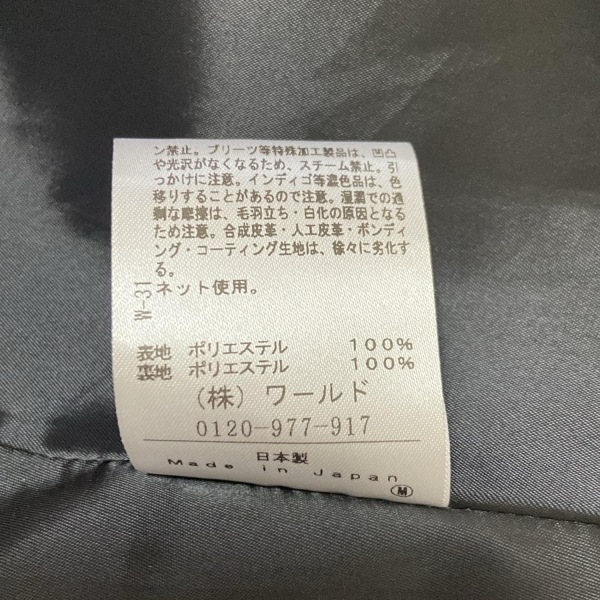 ン禁止。プリーツ等特殊加工製品は、凹凸
や光沢がなくなるため、スチーム禁止。引
っかけに注意。インディゴ等濃色品は、色
移りすることがあるので注意。湿潤での過
剰な摩擦は、毛羽立ち・白化の原因となる
ため注意。合成皮革・人工皮革・ボンディ
ング・コーティング生地は、徐々に劣化す
る。
ネット使用。
W-31
表地 ポリエステル 100%
裏地 ポリエステル 100%
(株) ワールド
0120-977-917
日本製
Made in Japan
M